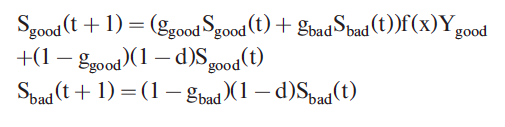 S_good(t + 1) = (g_good S_good(t) + g_bad S_bad(t))f(x)Y_good
+(1 − g_good)(1 − d)S_good(t)
S_bad(t + 1) = (1 − g_bad)(1 − d)S_bad(t)